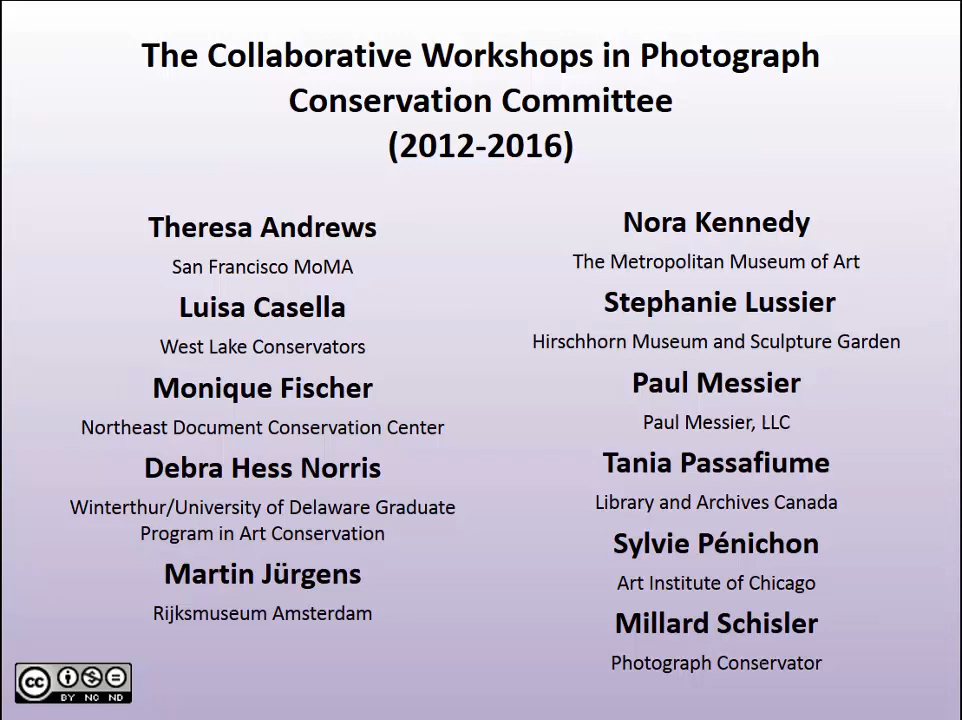 The Collaborative Workshops in Photograph
Conservation Committee
(2012-2016)
Theresa Andrews
San Francisco MoMA
Luisa Casella
West Lake Conservators
Monique Fischer
Northeast Document Conservation Center
Debra Hess Norris
Winterthur/University of Delaware Graduate
Program in Art Conservation
Martin Jürgens
Rijksmuseum Amsterdam
Nora Kennedy
The Metropolitan Museum of Art
Stephanie Lussier
Hirschhorn Museum and Sculpture Garden
Paul Messier
Paul Messier, LLC
Tania Passafiume
Library and Archives Canada
Sylvie Pénichon
Art Institute of Chicago
Millard Schisler
Photograph Conservator
cc
BY NC ND